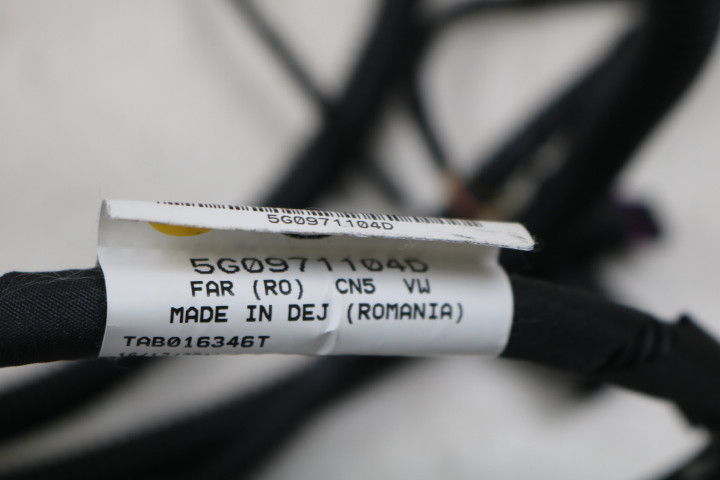 5G0971104D
5G0971104D
FAR (RO) CN5 VW
MADE IN DEJ (ROMANIA)
TAB016346T